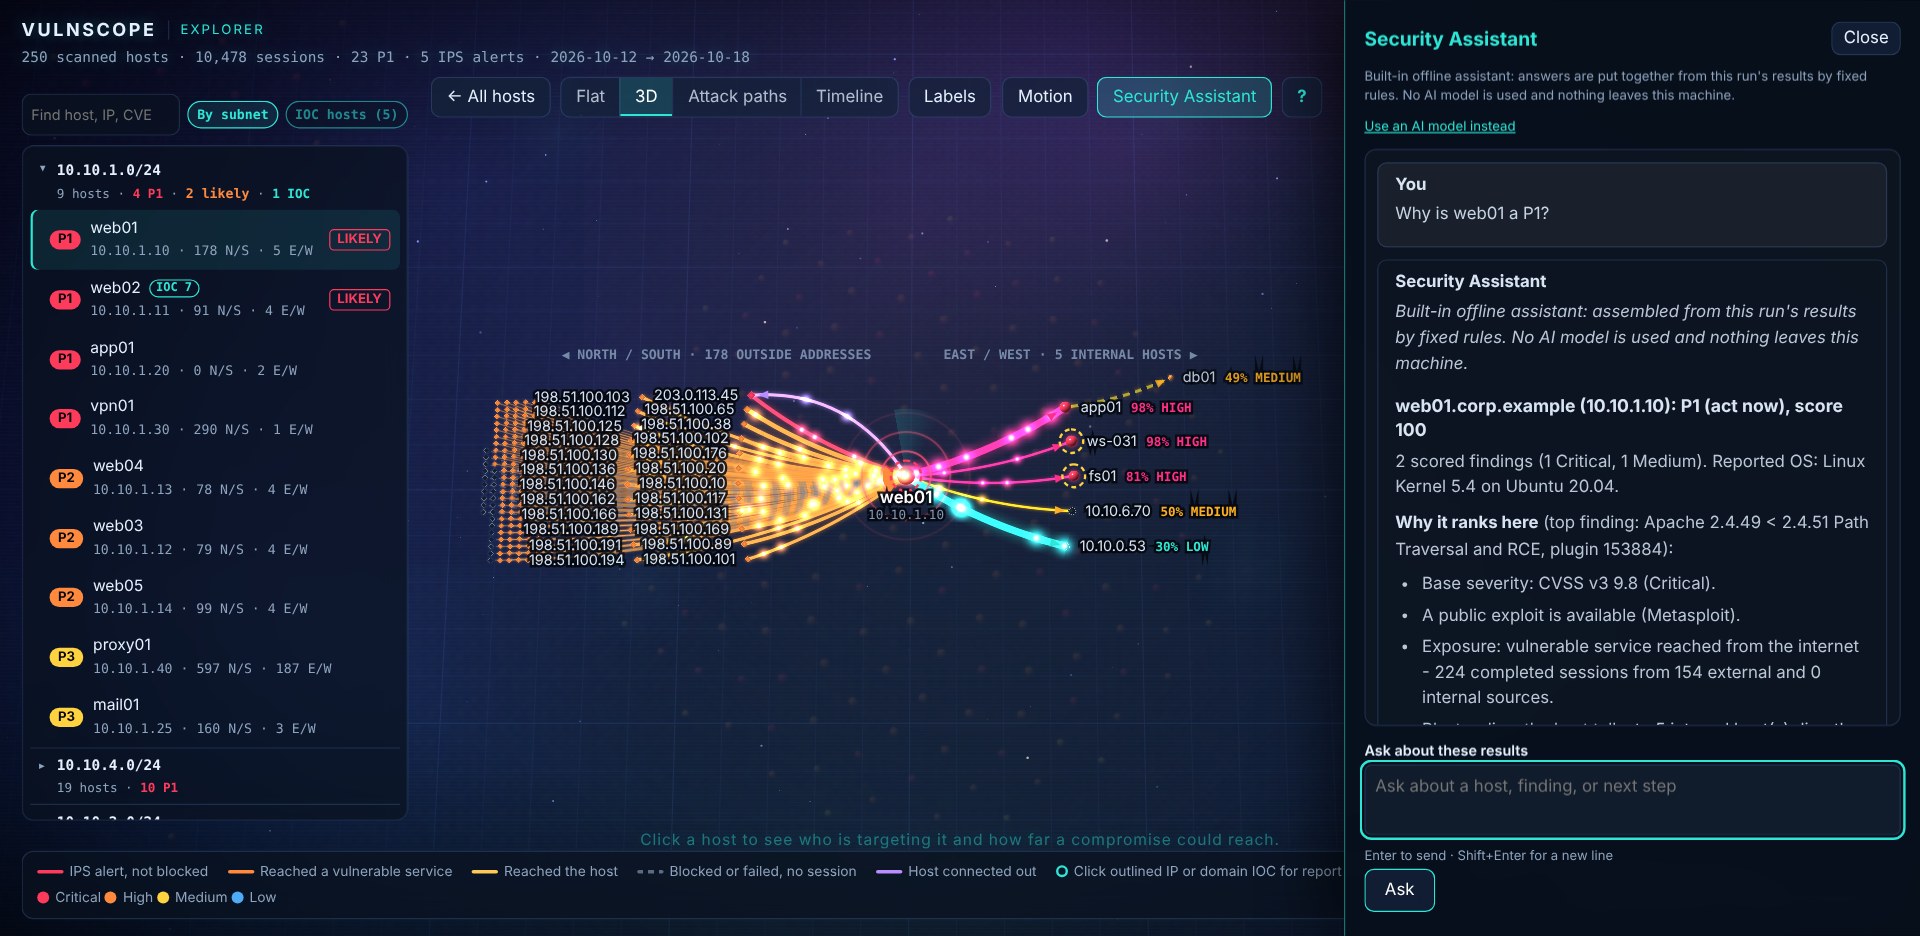 VULNSCOPE EXPLORER
250 scanned hosts · 10,478 sessions · 23 P1 · 5 IPS alerts · 2026-10-12 → 2026-10-18
← All hosts Flat 3D Attack paths Timeline Labels Motion Security Assistant ?
Find host, IP, CVE By subnet IOC hosts (5)
▾ 10.10.1.0/24
9 hosts · 4 P1 · 2 likely · 1 IOC
P1 web01 LIKELY
10.10.1.10 · 178 N/S · 5 E/W
P1 web02 IOC 7 LIKELY
10.10.1.11 · 91 N/S · 4 E/W
P1 app01
10.10.1.20 · 0 N/S · 2 E/W
P1 vpn01
10.10.1.30 · 290 N/S · 1 E/W
P2 web04
10.10.1.13 · 78 N/S · 4 E/W
P2 web03
10.10.1.12 · 79 N/S · 4 E/W
P2 web05
10.10.1.14 · 99 N/S · 4 E/W
P3 proxy01
10.10.1.40 · 597 N/S · 187 E/W
P3 mail01
10.10.1.25 · 160 N/S · 3 E/W
▸ 10.10.4.0/24
19 hosts · 10 P1
◀ NORTH / SOUTH · 178 OUTSIDE ADDRESSES
EAST / WEST · 5 INTERNAL HOSTS ▶
198.51.100.103
198.51.100.112
198.51.100.125
198.51.100.128
198.51.100.130
198.51.100.136
198.51.100.146
198.51.100.162
198.51.100.166
198.51.100.189
198.51.100.191
198.51.100.194
203.0.113.45
198.51.100.65
198.51.100.38
198.51.100.102
198.51.100.176
198.51.100.20
198.51.100.10
198.51.100.117
198.51.100.131
198.51.100.169
198.51.100.89
198.51.100.101
web01
10.10.1.10
db01 49% MEDIUM
app01 98% HIGH
ws-031 98% HIGH
fs01 81% HIGH
10.10.6.70 50% MEDIUM
10.10.0.53 30% LOW
Click a host to see who is targeting it and how far a compromise could reach.
IPS alert, not blocked Reached a vulnerable service Reached the host Blocked or failed, no session Host connected out Click outlined IP or domain IOC for report
Critical High Medium Low
Security Assistant Close
Built-in offline assistant: answers are put together from this run's results by fixed
rules. No AI model is used and nothing leaves this machine.
Use an AI model instead
You
Why is web01 a P1?
Security Assistant
Built-in offline assistant: assembled from this run's results
by fixed rules. No AI model is used and nothing leaves this
machine.
web01.corp.example (10.10.1.10): P1 (act now), score
100
2 scored findings (1 Critical, 1 Medium). Reported OS: Linux
Kernel 5.4 on Ubuntu 20.04.
Why it ranks here (top finding: Apache 2.4.49 < 2.4.51 Path
Traversal and RCE, plugin 153884):
• Base severity: CVSS v3 9.8 (Critical).
• A public exploit is available (Metasploit).
• Exposure: vulnerable service reached from the internet
- 224 completed sessions from 154 external and 0
internal sources.
Ask about these results
Ask about a host, finding, or next step
Enter to send · Shift+Enter for a new line
Ask